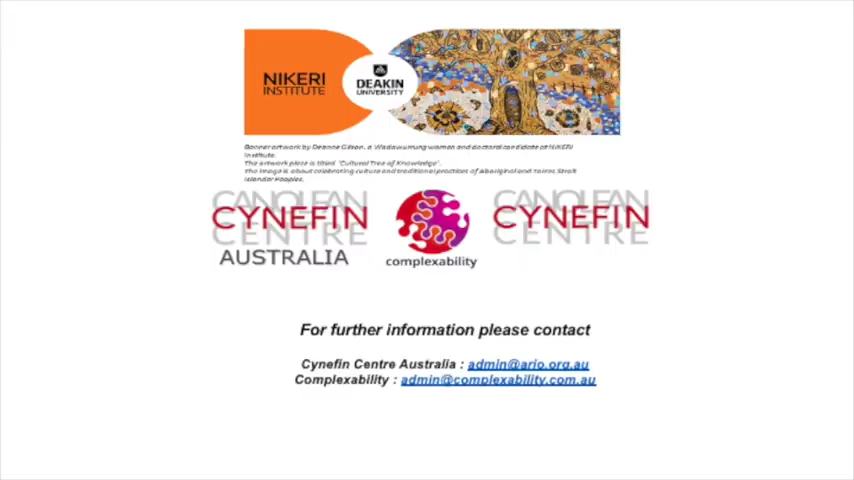 NIKERI
INSTITUTE
DEAKIN
UNIVERSITY
Banner artwork by Deanne Gilson, a Wadawurrung woman and doctoral candidate at NIKERI
Institute.
The artwork piece is titled 'Cultural Tree of Knowledge'.
The image is about celebrating culture and traditional practices of Aboriginal and Torres Strait
Islander Peoples.
CANOLFAN
CYNEFIN
CENTRE
AUSTRALIA
complexability
CANOLFAN
CYNEFIN
CENTRE
For further information please contact
Cynefin Centre Australia : admin@ario.org.au
Complexability : admin@complexability.com.au